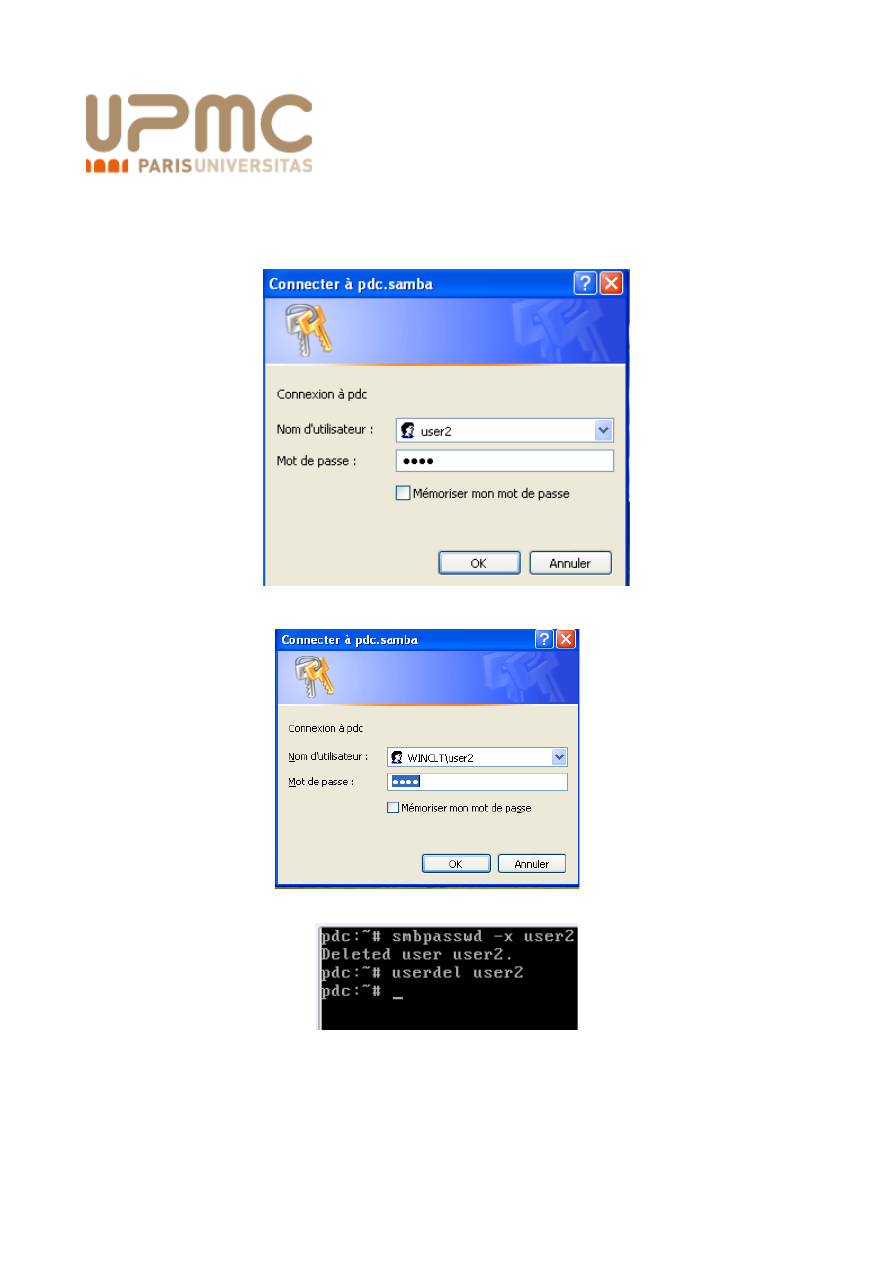 UPMC
PARISUNIVERSITAS
Connecter à pdc.samba
Connexion à pdc
Nom d'utilisateur : user2
Mot de passe : ••••
Mémoriser mon mot de passe
OK Annuler
Connecter à pdc.samba
Connexion à pdc
Nom d'utilisateur : WINCLT\user2
Mot de passe : ••••
Mémoriser mon mot de passe
OK Annuler
pdc:~# smbpasswd -x user2
Deleted user user2.
pdc:~# userdel user2
pdc:~# _